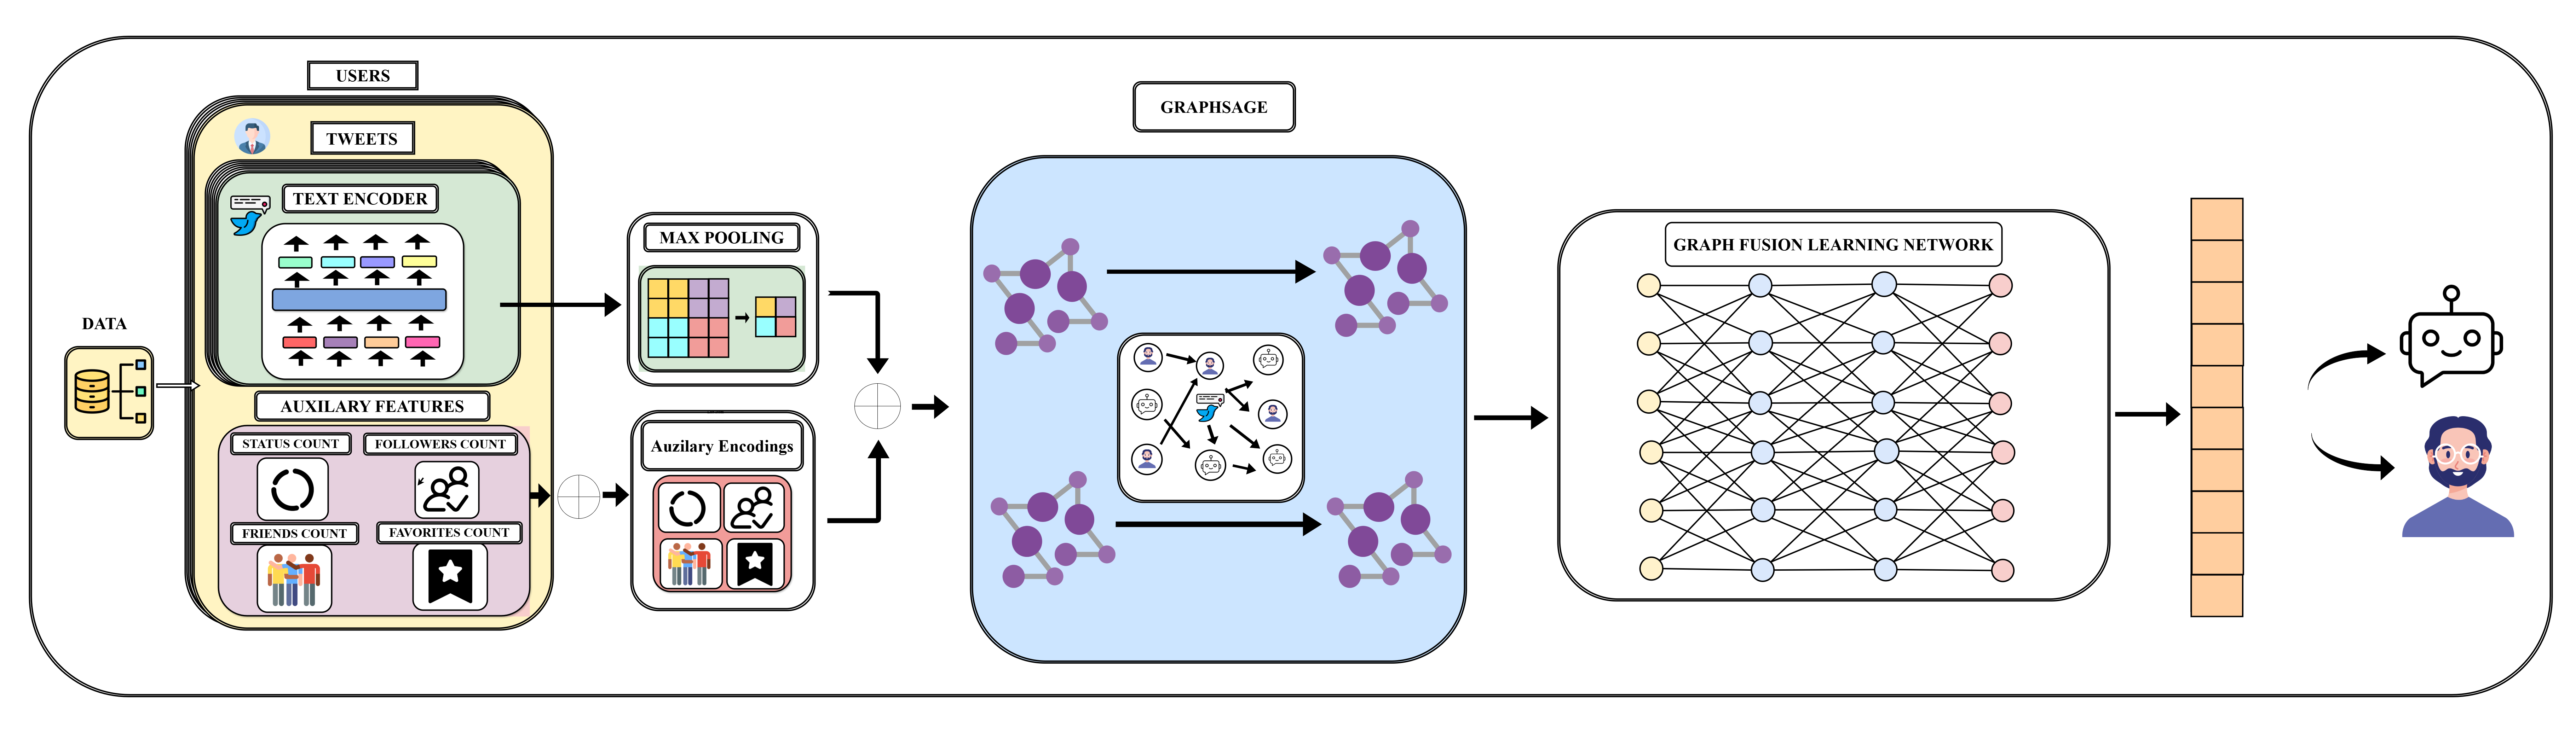 USERS
TWEETS
TEXT ENCODER
DATA
AUXILARY FEATURES
STATUS COUNT
FOLLOWERS COUNT
FRIENDS COUNT
FAVORITES COUNT
MAX POOLING
Auzilary Encodings
GRAPHSAGE
GRAPH FUSION LEARNING NETWORK